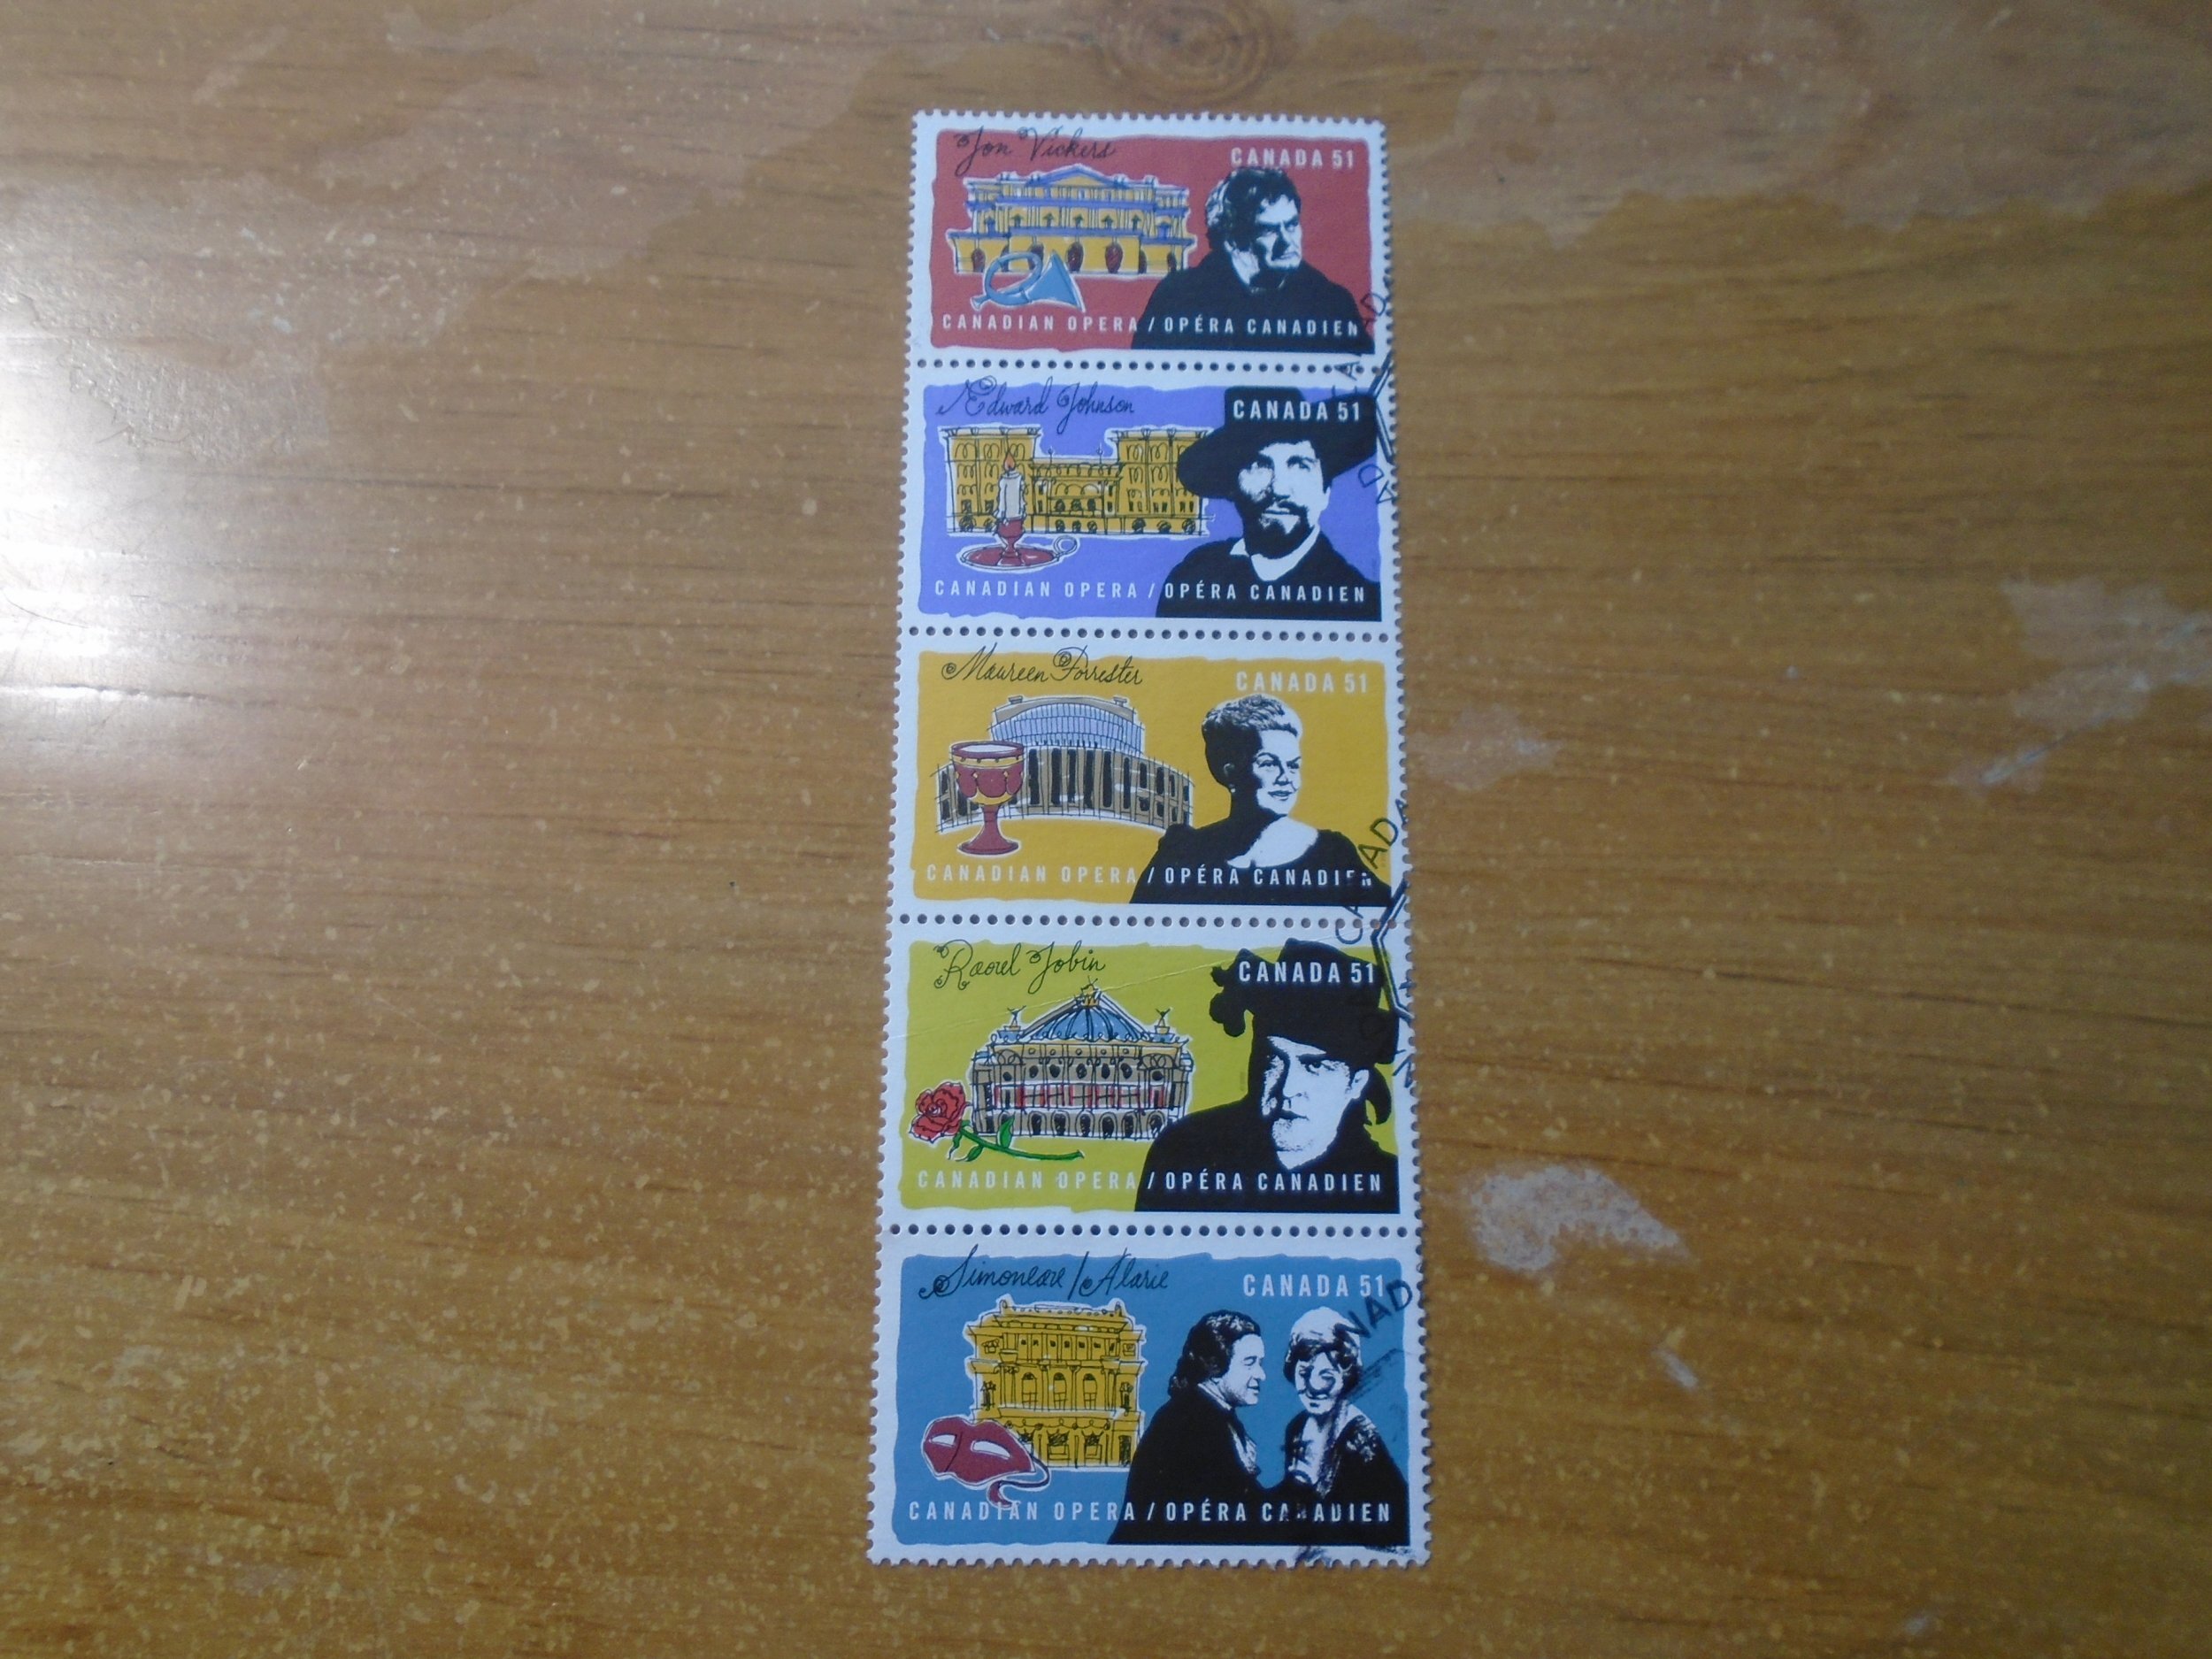 Jon Vickers
CANADA 51
CANADIAN OPERA / OPÉRA CANADIEN
Edward Johnson
CANADA 51
CANADIAN OPERA / OPÉRA CANADIEN
Maureen Forrester
CANADA 51
CANADIAN OPERA / OPÉRA CANADIEN
CANADA
Raoul Jobin
CANADA 51
CANADIAN OPERA / OPÉRA CANADIEN
Simoneau / Alarie
CANADA 51
CANADIAN OPERA / OPÉRA CANADIEN